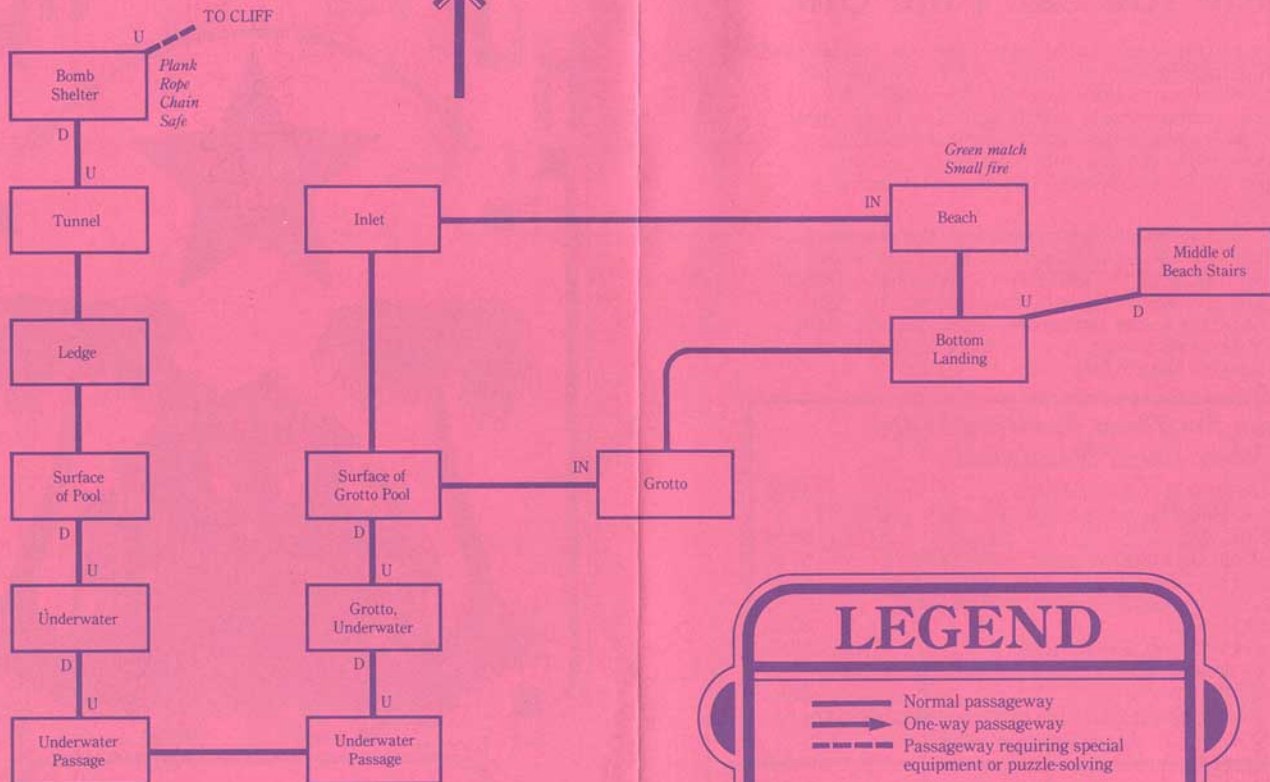 TO CLIFF
U
Bomb
Shelter
Plank
Rope
Chain
Safe
D
U
Tunnel
Ledge
Surface
of Pool
D
U
Underwater
D
U
Underwater
Passage
Inlet
Surface of
Grotto Pool
D
U
Grotto,
Underwater
D
U
Underwater
Passage
IN
Grotto
Green match
Small fire
IN
Beach
Middle of
Beach Stairs
U
D
Bottom
Landing
LEGEND
Normal passageway
One-way passageway
Passageway requiring special
equipment or puzzle-solving